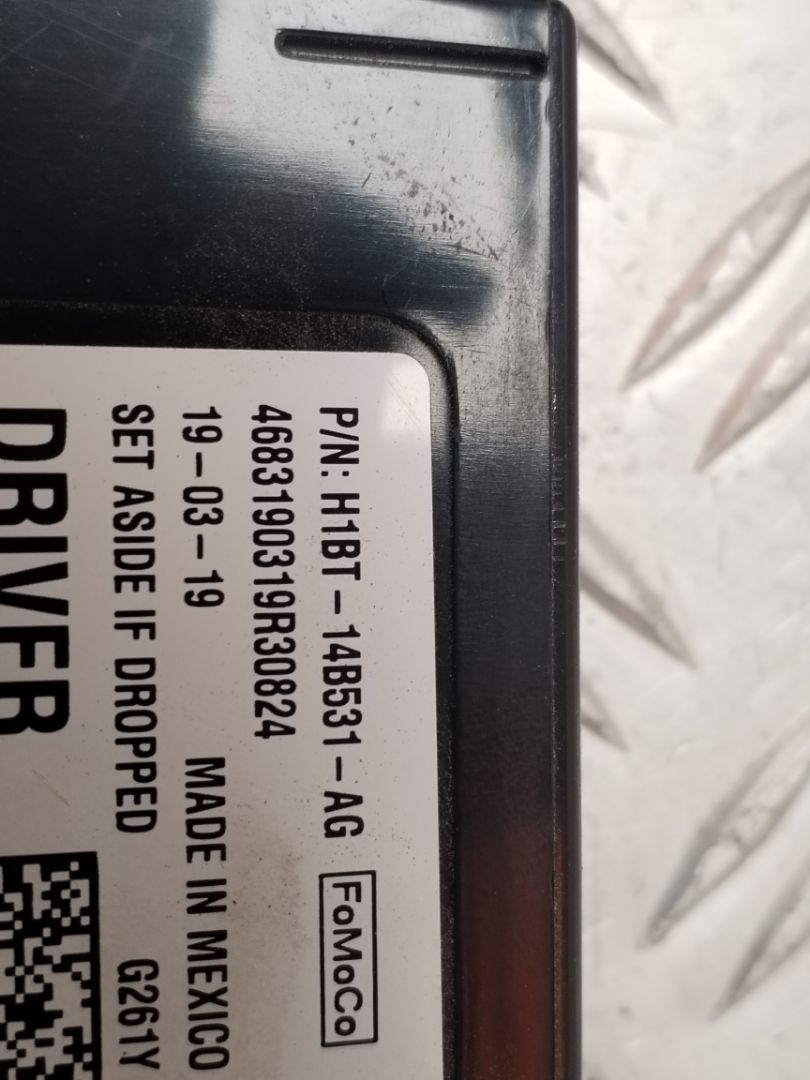 P/N: H1BT-14B531-AG FoMoCo
4683190319R30824
19-03-19 MADE IN MEXICO
SET ASIDE IF DROPPED G261Y
DRIVER